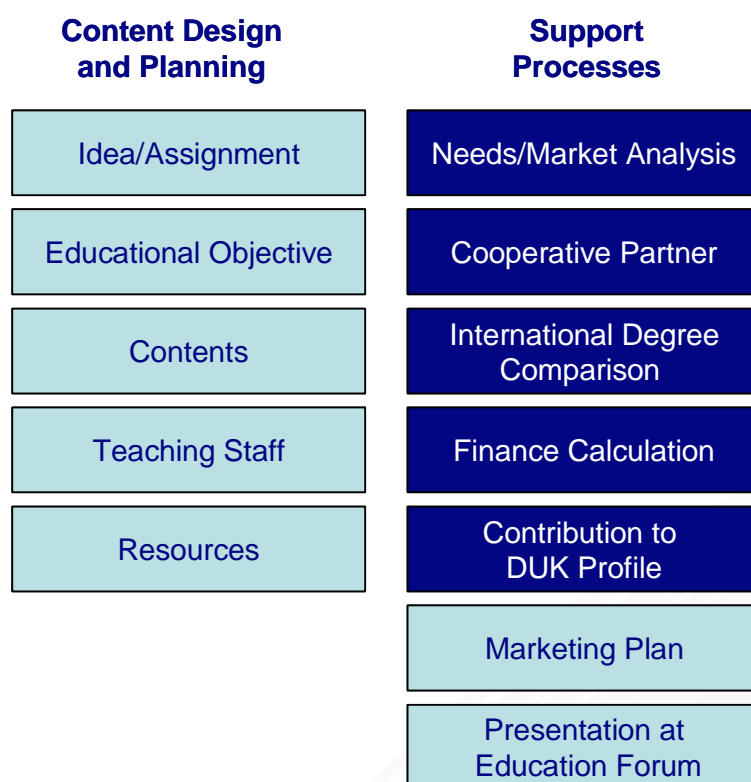 Content Design
and Planning
Idea/Assignment
Educational Objective
Contents
Teaching Staff
Resources
Support
Processes
Needs/Market Analysis
Cooperative Partner
International Degree
Comparison
Finance Calculation
Contribution to
DUK Profile
Marketing Plan
Presentation at
Education Forum